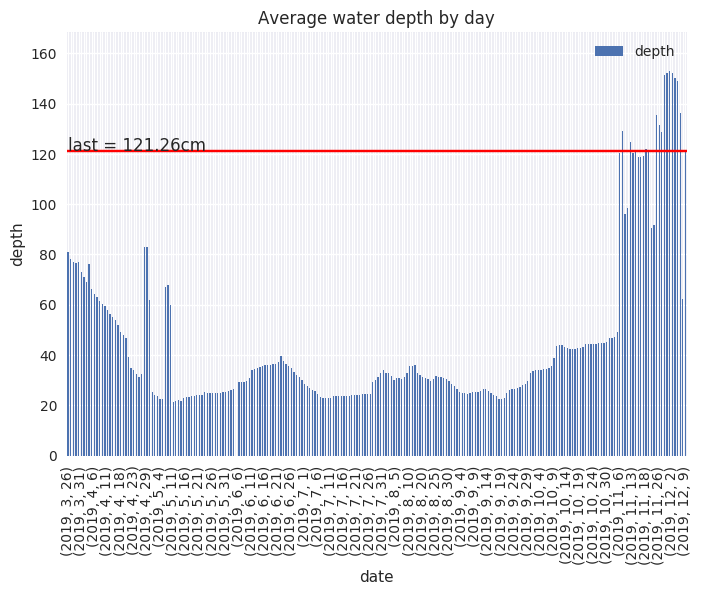 Average water depth by day
depth
last = 121.26cm
160
140
120
100
80
60
40
20
0
depth
(2019, 3, 26)
(2019, 3, 31)
(2019, 4, 6)
(2019, 4, 11)
(2019, 4, 18)
(2019, 4, 23)
(2019, 4, 29)
(2019, 5, 4)
(2019, 5, 11)
(2019, 5, 16)
(2019, 5, 21)
(2019, 5, 26)
(2019, 5, 31)
(2019, 6, 6)
(2019, 6, 11)
(2019, 6, 16)
(2019, 6, 21)
(2019, 6, 26)
(2019, 7, 1)
(2019, 7, 6)
(2019, 7, 11)
(2019, 7, 16)
(2019, 7, 21)
(2019, 7, 26)
(2019, 7, 31)
(2019, 8, 5)
(2019, 8, 10)
(2019, 8, 20)
(2019, 8, 25)
(2019, 8, 30)
(2019, 9, 4)
(2019, 9, 9)
(2019, 9, 14)
(2019, 9, 19)
(2019, 9, 24)
(2019, 9, 29)
(2019, 10, 4)
(2019, 10, 9)
(2019, 10, 14)
(2019, 10, 19)
(2019, 10, 24)
(2019, 10, 30)
(2019, 11, 6)
(2019, 11, 13)
(2019, 11, 18)
(2019, 11, 26)
(2019, 12, 2)
(2019, 12, 9)
date